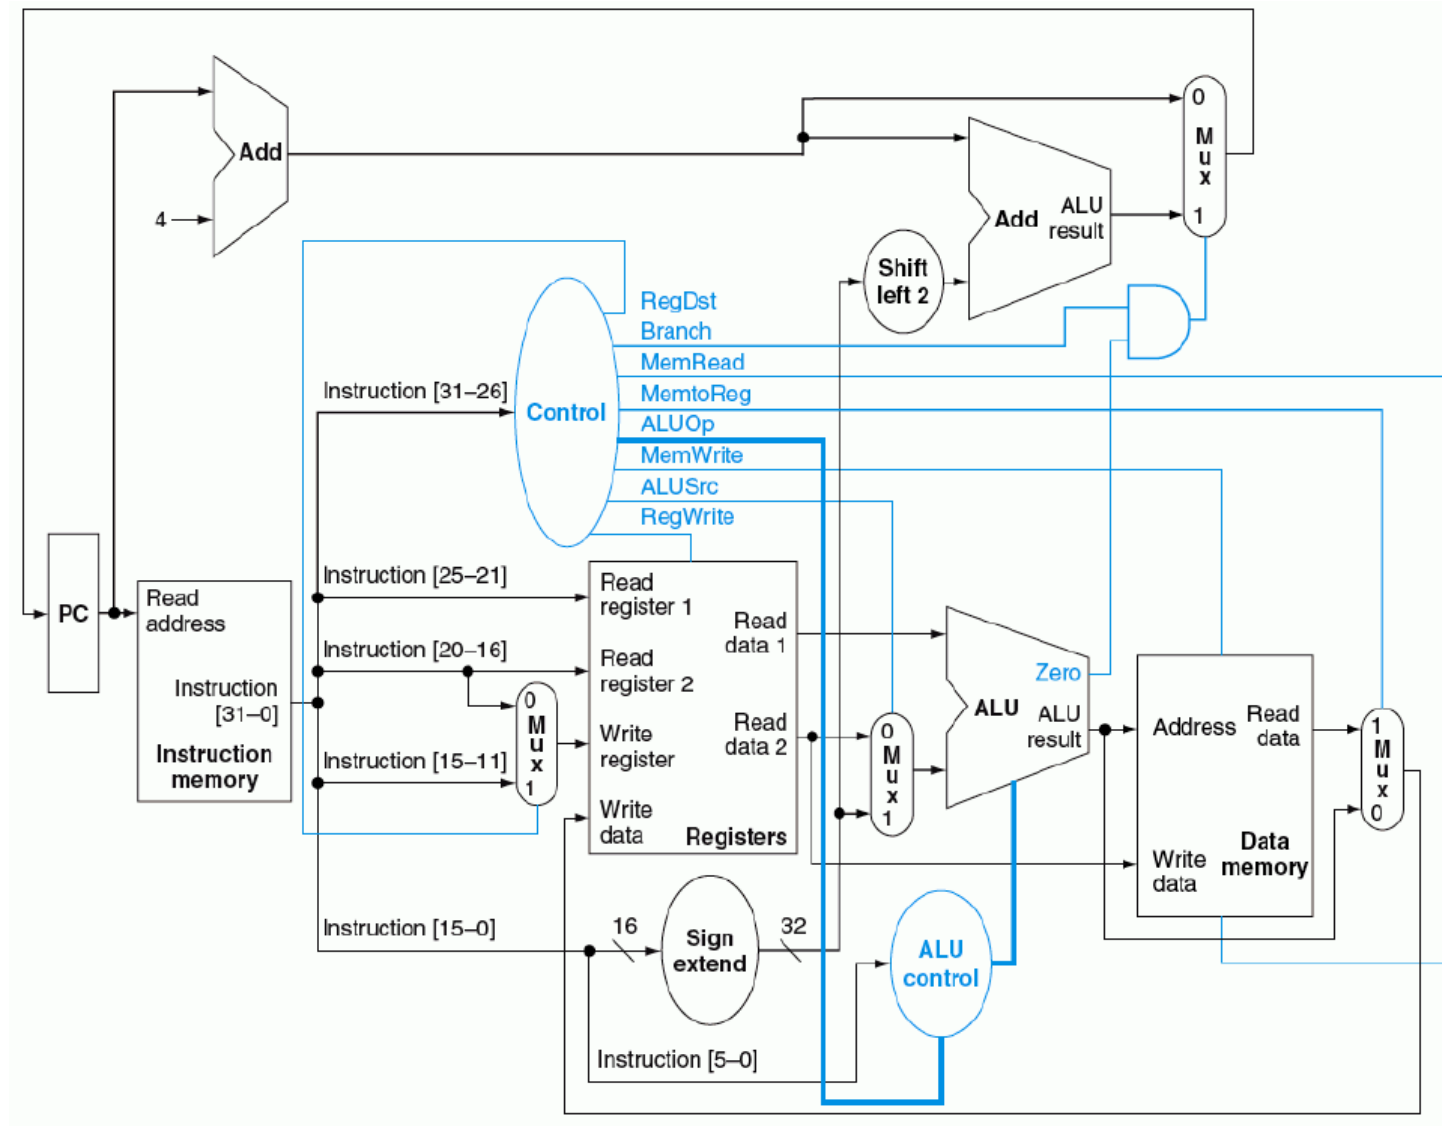 0
M
u
x
1
Add
4
Add
ALU
result
Shift
left 2
RegDst
Branch
MemRead
MemtoReg
ALUOp
MemWrite
ALUSrc
RegWrite
Control
Instruction [31–26]
Instruction [25–21]
Instruction [20–16]
Instruction [15–11]
Instruction [15–0]
Instruction [5–0]
PC
Read
address
Instruction
[31–0]
Instruction
memory
0
M
u
x
1
Read
register 1
Read
register 2
Write
register
Write
data
Read
data 1
Read
data 2
Registers
16
Sign
extend
32
0
M
u
x
1
Zero
ALU
ALU
result
ALU
control
Address
Read
data
Write
data
Data
memory
1
M
u
x
0